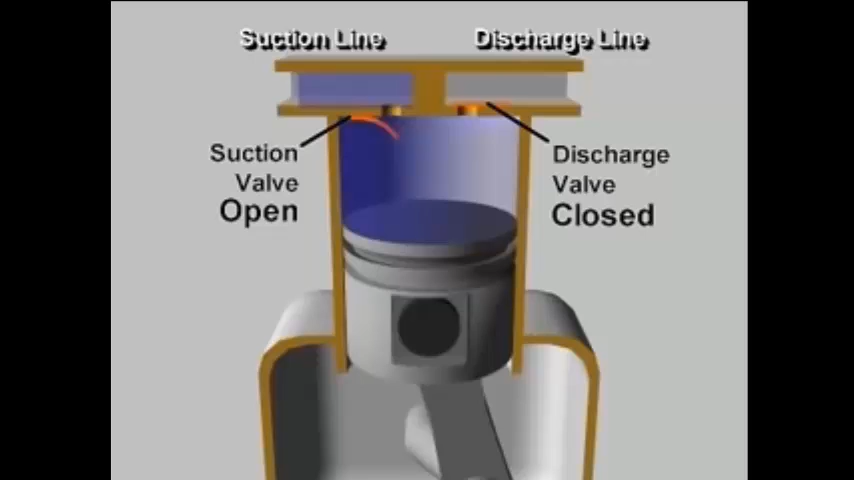 Suction Line
Discharge Line
Suction
Valve
Open
Discharge
Valve
Closed